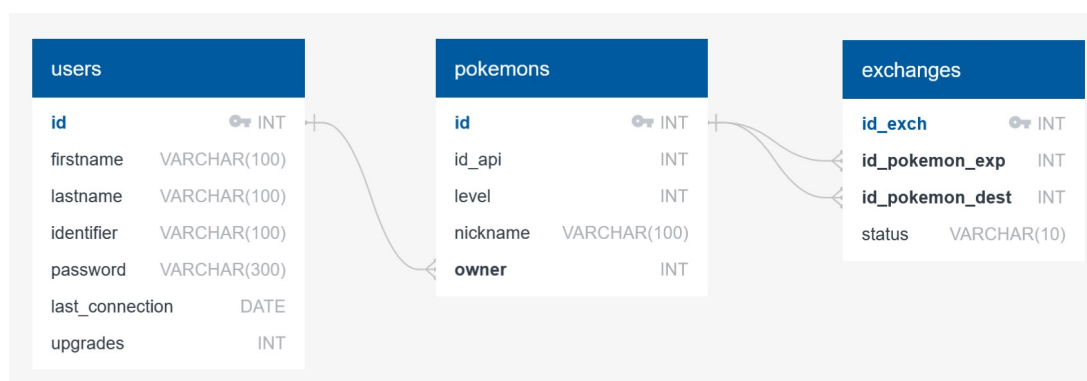 users
id INT
firstname VARCHAR(100)
lastname VARCHAR(100)
identifier VARCHAR(100)
password VARCHAR(300)
last_connection DATE
upgrades INT
pokemons
id INT
id_api INT
level INT
nickname VARCHAR(100)
owner INT
exchanges
id_exch INT
id_pokemon_exp INT
id_pokemon_dest INT
status VARCHAR(10)